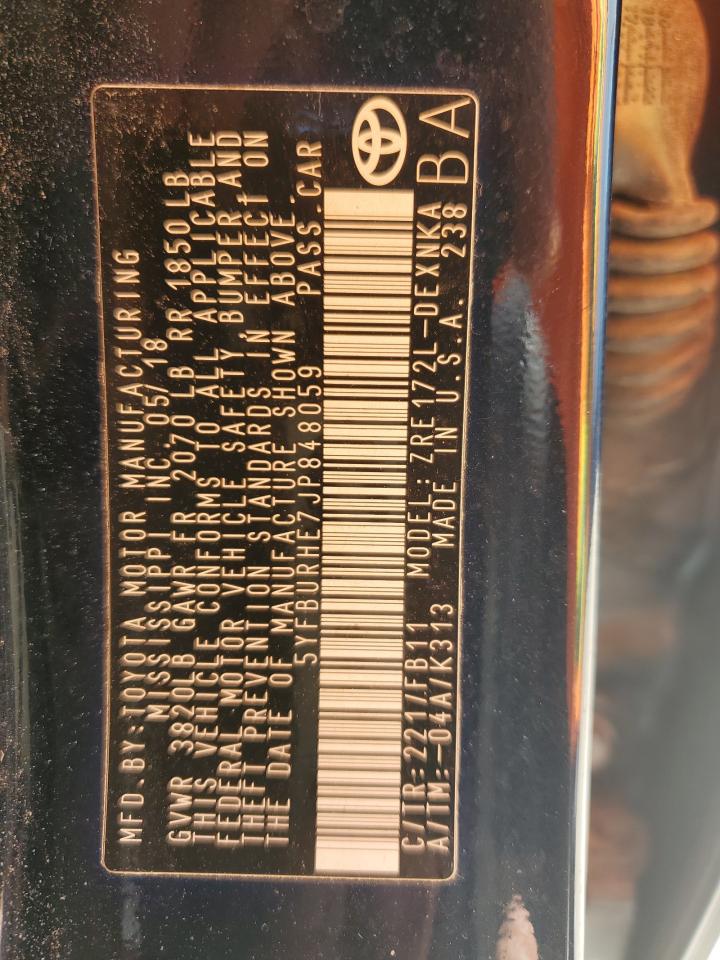 MFD.BY:TOYOTA MOTOR MANUFACTURING
MISSISSIPPI INC.05/18
GVWR 3820LB GAWR FR 2070 LB RR 1850LB
THIS VEHICLE CONFORMS TO ALL APPLICABLE
FEDERAL MOTOR VEHICLE SAFETY BUMPER AND
THEFT PREVENTION STANDARDS IN EFFECT ON
THE DATE OF MANUFACTURE SHOWN ABOVE.
5YFBURHE7JP848059 PASS.CAR
C/TR:221/FB11 MODEL:ZRE172L-DEXNKA
A/TM:-04A/K313 MADE IN U.S.A. 238
BA